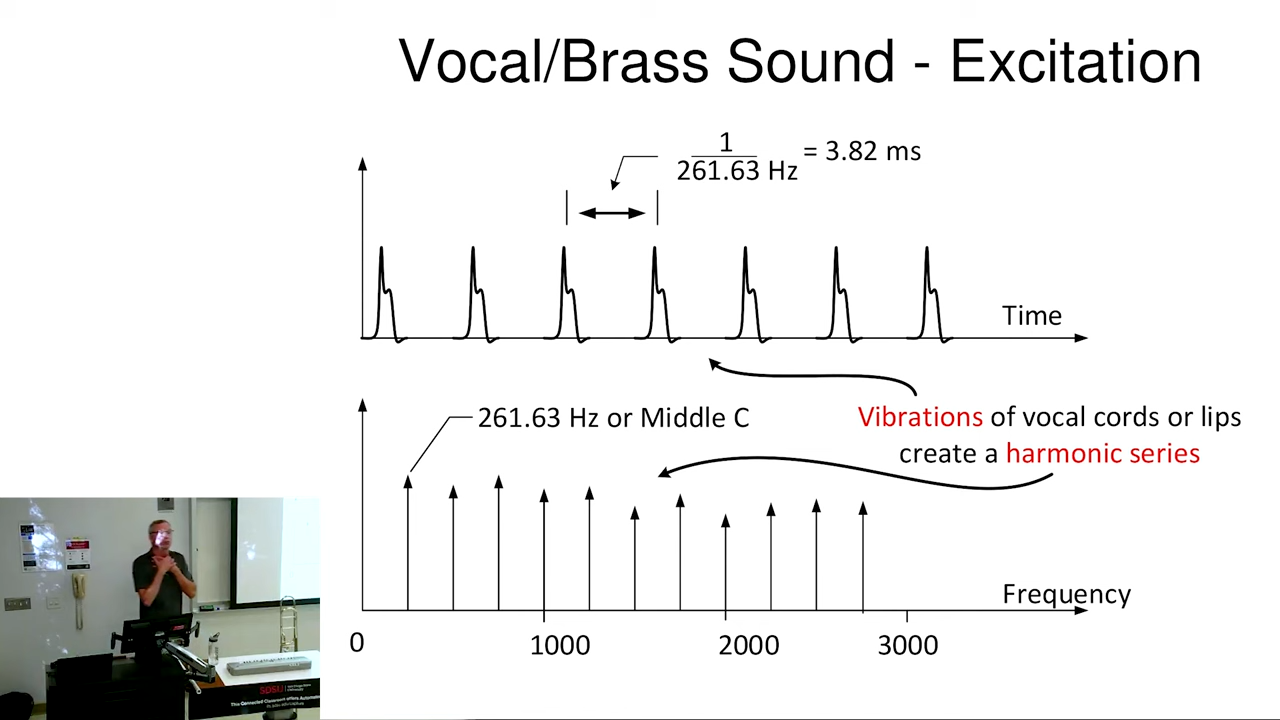 Vocal/Brass Sound - Excitation
1
261.63 Hz
= 3.82 ms
Time
261.63 Hz or Middle C
Vibrations of vocal cords or lips
create a harmonic series
Frequency
0
1000
2000
3000
SDSU